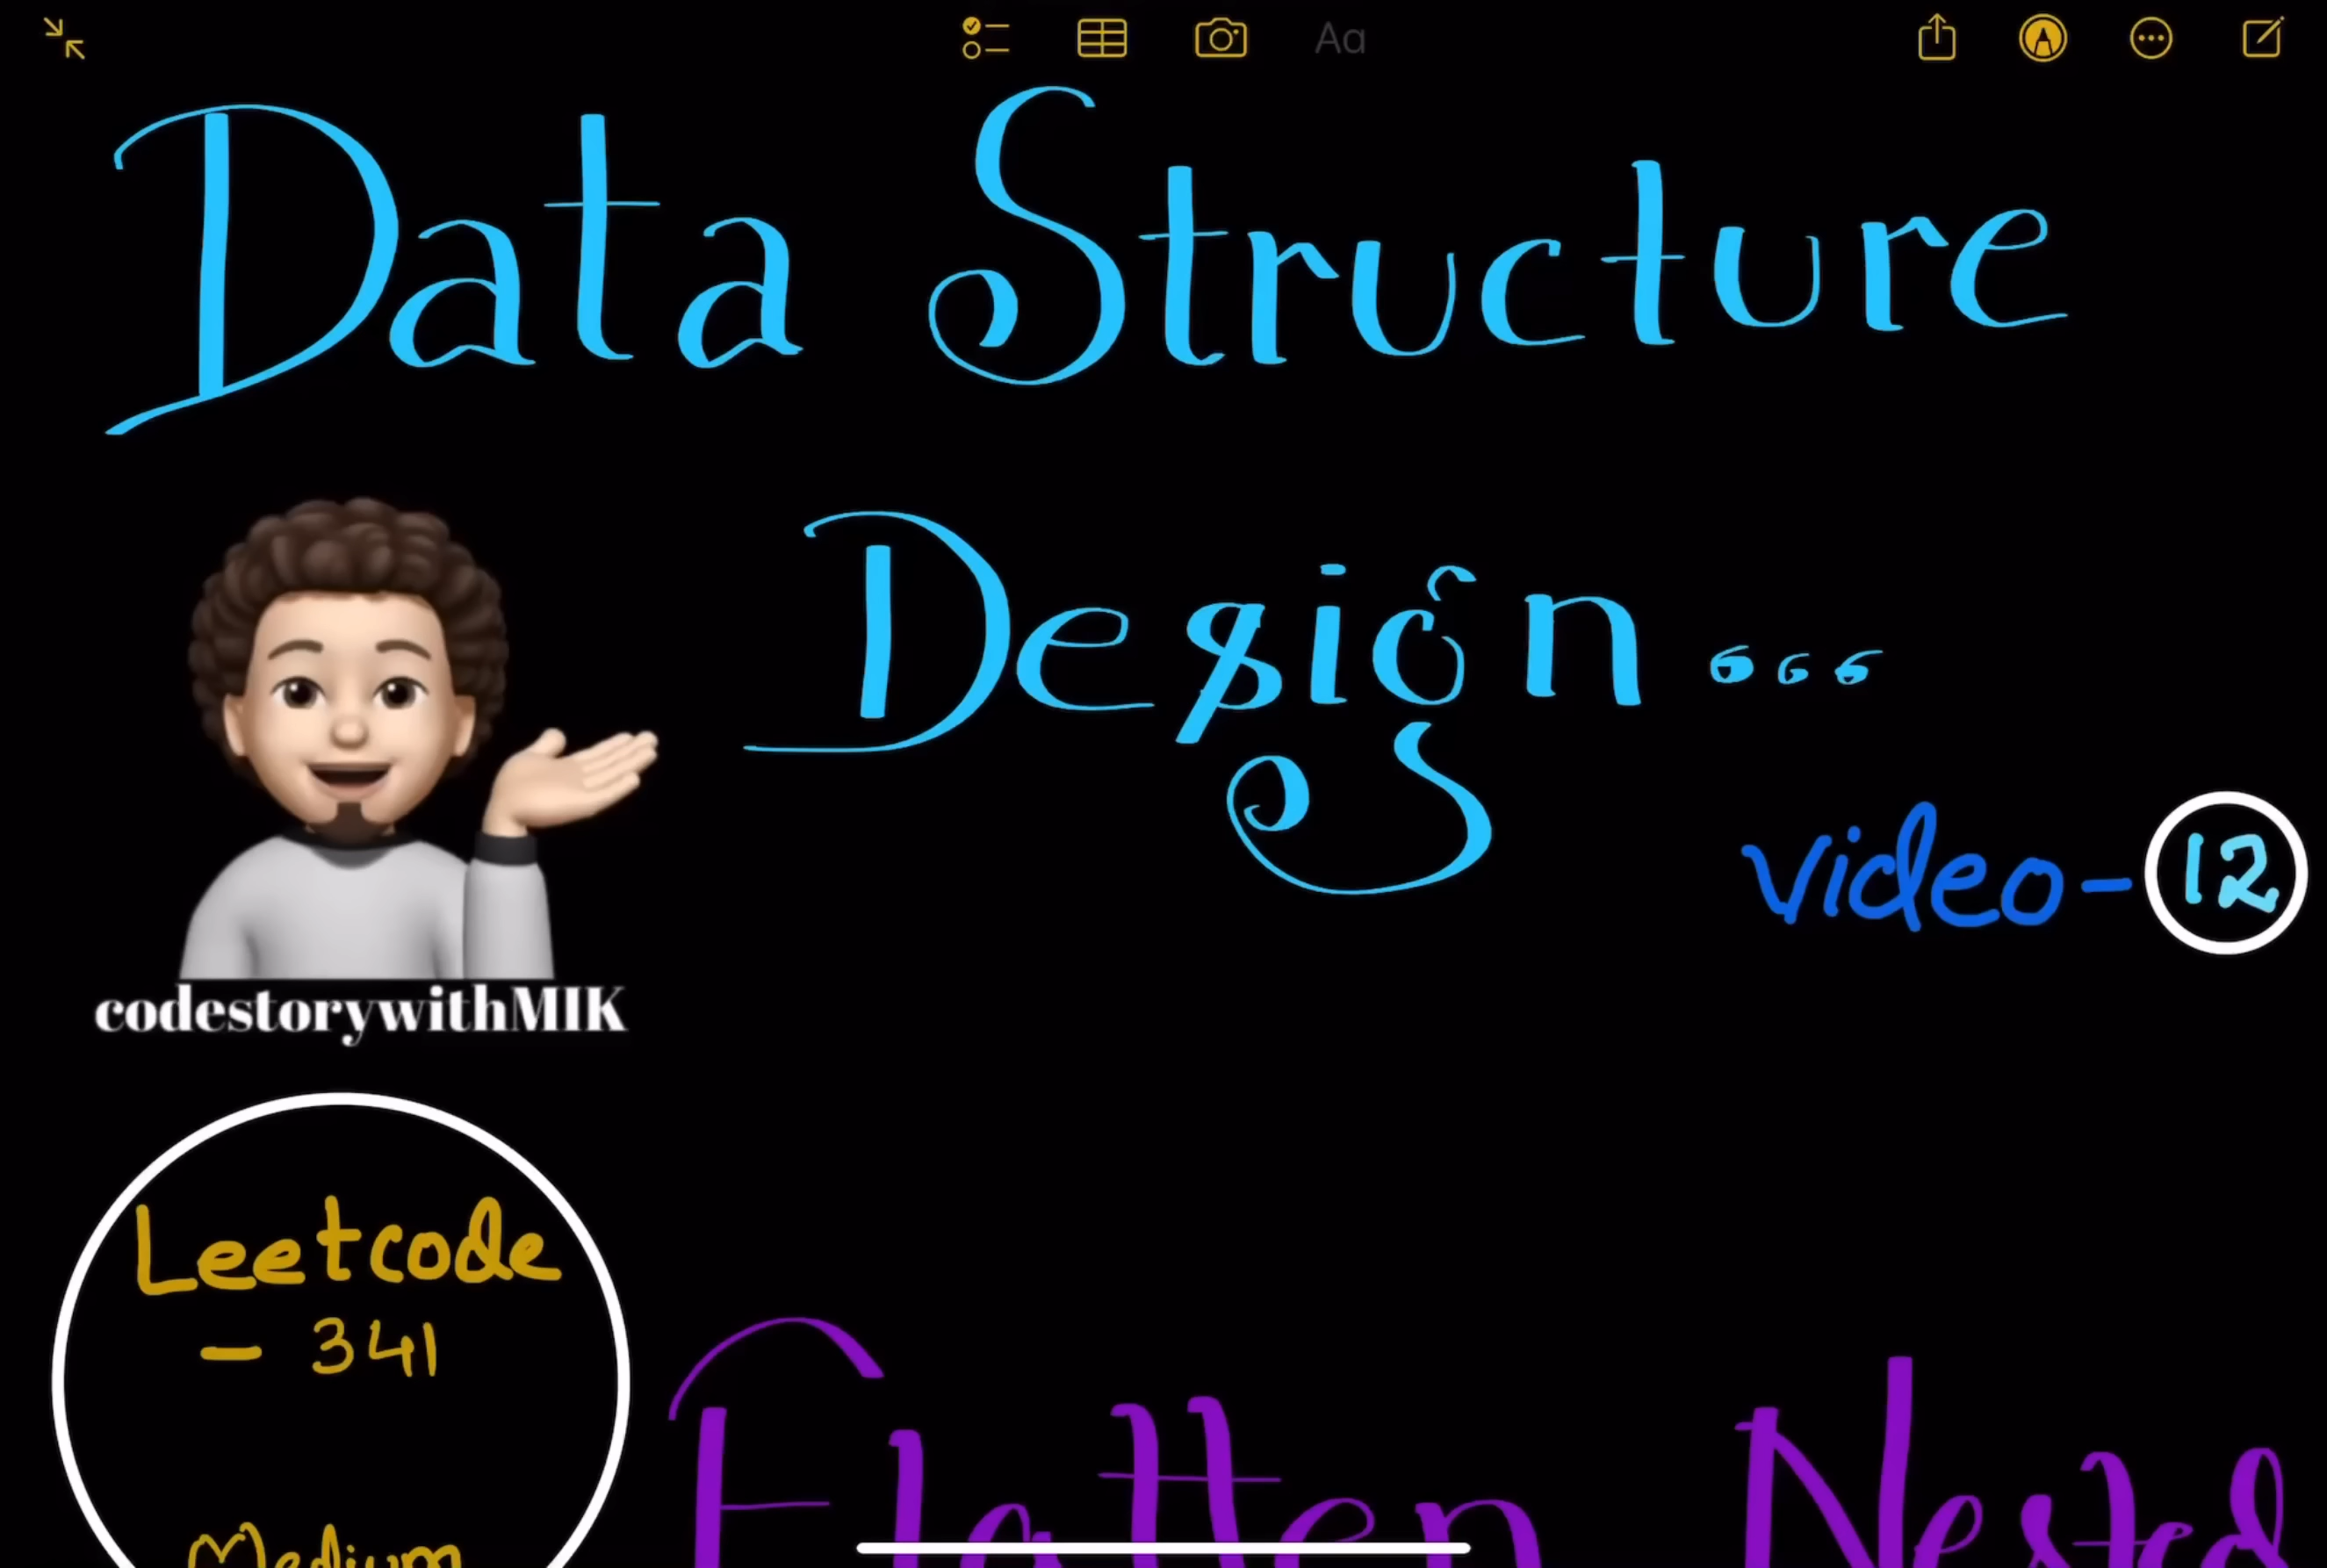 Aa
Data Structure
Design...
video-12
codestorywithMIK
Leetcode
- 341
Medium
Flatten Nested